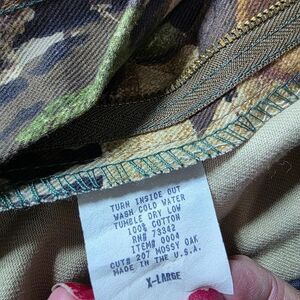 TURN INSIDE OUT
WASH COLD WATER
TUMBLE DRY LOW
100% COTTON
RN# 73342
ITEM# 0004
CUT# 207 MOSSY OAK
MADE IN THE U.S.A.
X-LARGE